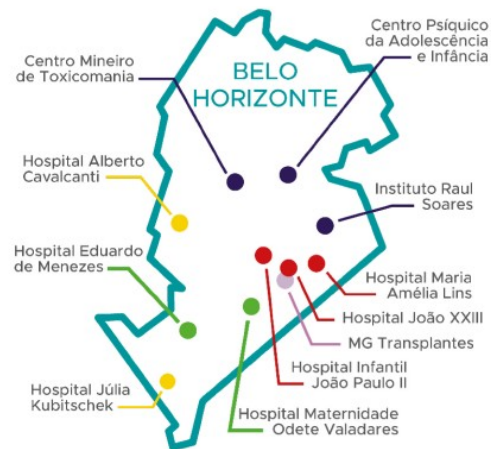 Centro Psíquico
da Adolescência
e Infância
Centro Mineiro
de Toxicomania
BELO
HORIZONTE
Hospital Alberto
Cavalcanti
Instituto Raul
Soares
Hospital Eduardo
de Menezes
Hospital Maria
Amélia Lins
Hospital João XXIII
MG Transplantes
Hospital Infantil
João Paulo II
Hospital Júlia
Kubitschek
Hospital Maternidade
Odete Valadares